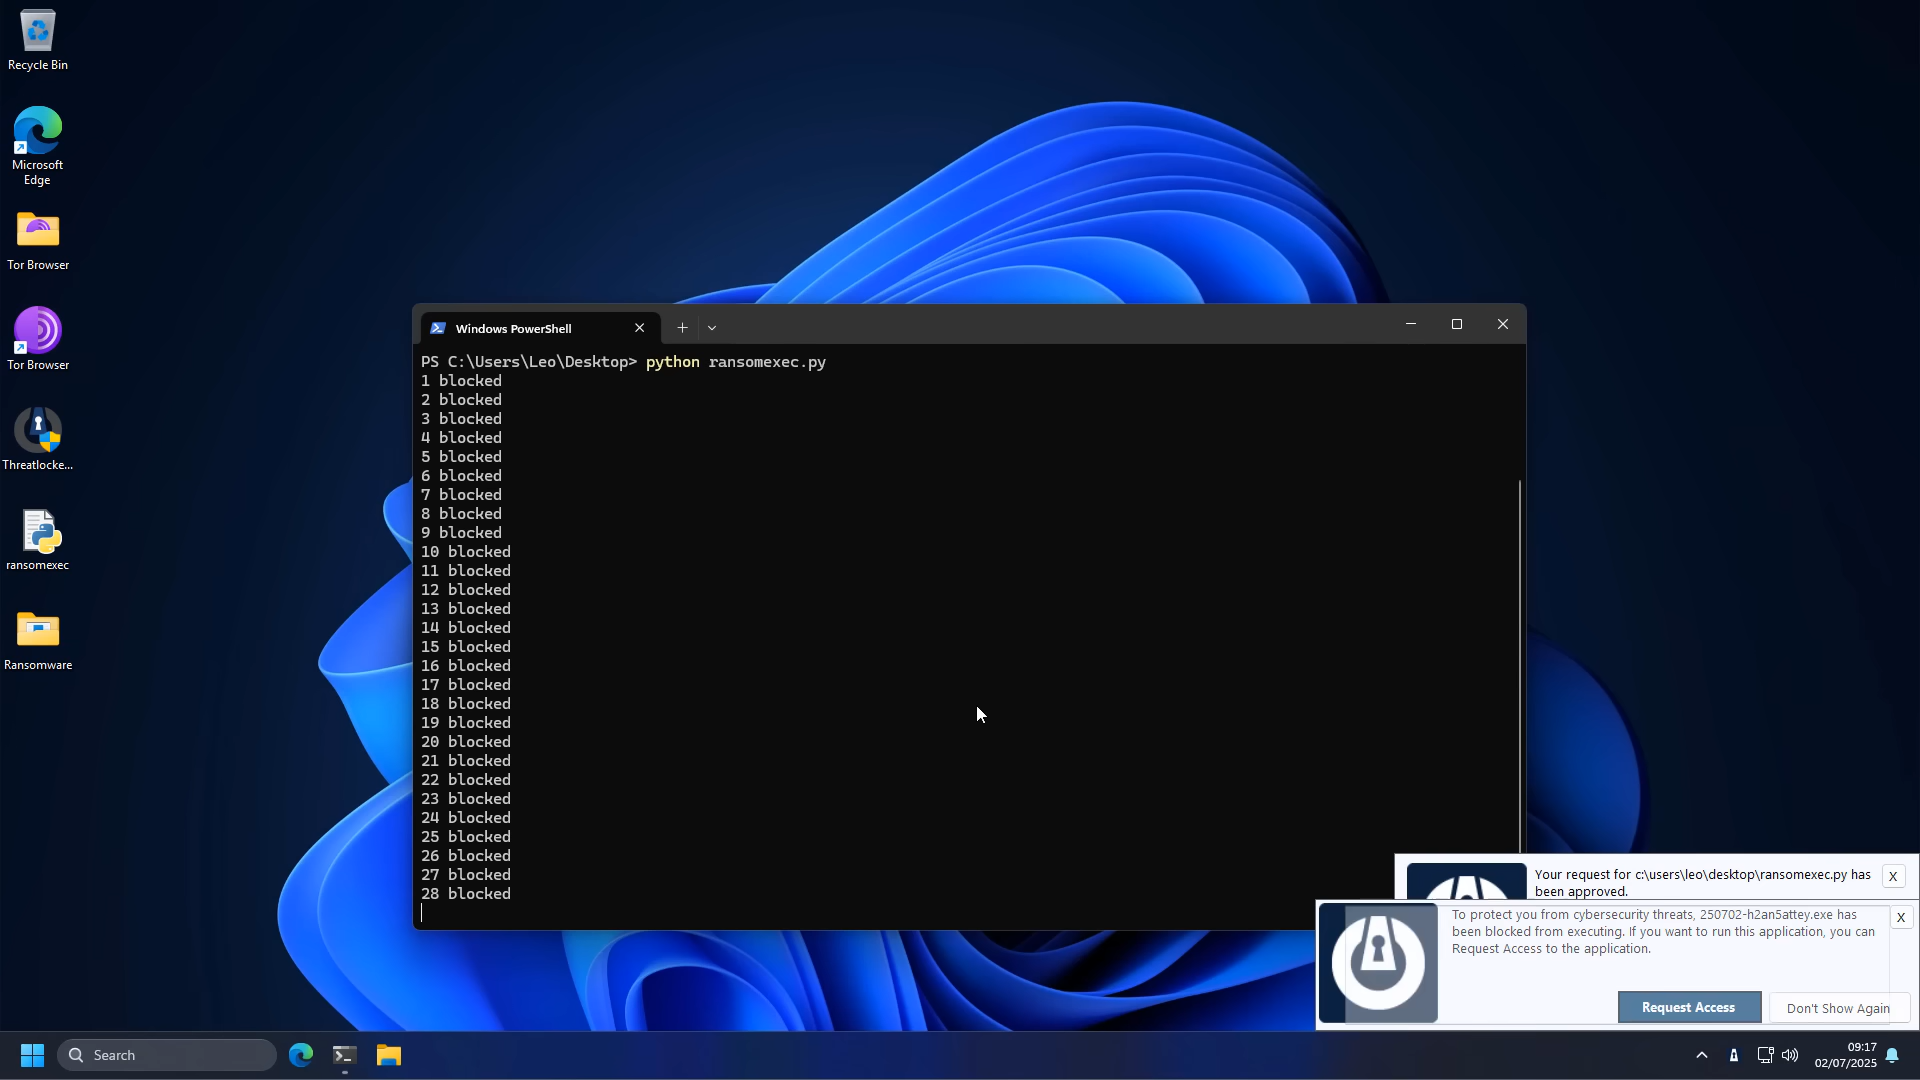 Recycle Bin
Microsoft
Edge
Tor Browser
Tor Browser
Threatlocke...
ransomexec
Ransomware
Windows PowerShell
PS C:\Users\Leo\Desktop> python ransomexec.py
1 blocked
2 blocked
3 blocked
4 blocked
5 blocked
6 blocked
7 blocked
8 blocked
9 blocked
10 blocked
11 blocked
12 blocked
13 blocked
14 blocked
15 blocked
16 blocked
17 blocked
18 blocked
19 blocked
20 blocked
21 blocked
22 blocked
23 blocked
24 blocked
25 blocked
26 blocked
27 blocked
28 blocked
Your request for c:\users\leo\desktop\ransomexec.py has
been approved.
X
To protect you from cybersecurity threats, 250702-h2an5attey.exe has
been blocked from executing. If you want to run this application, you can
Request Access to the application.
X
Request Access
Don't Show Again
Search
09:17
02/07/2025